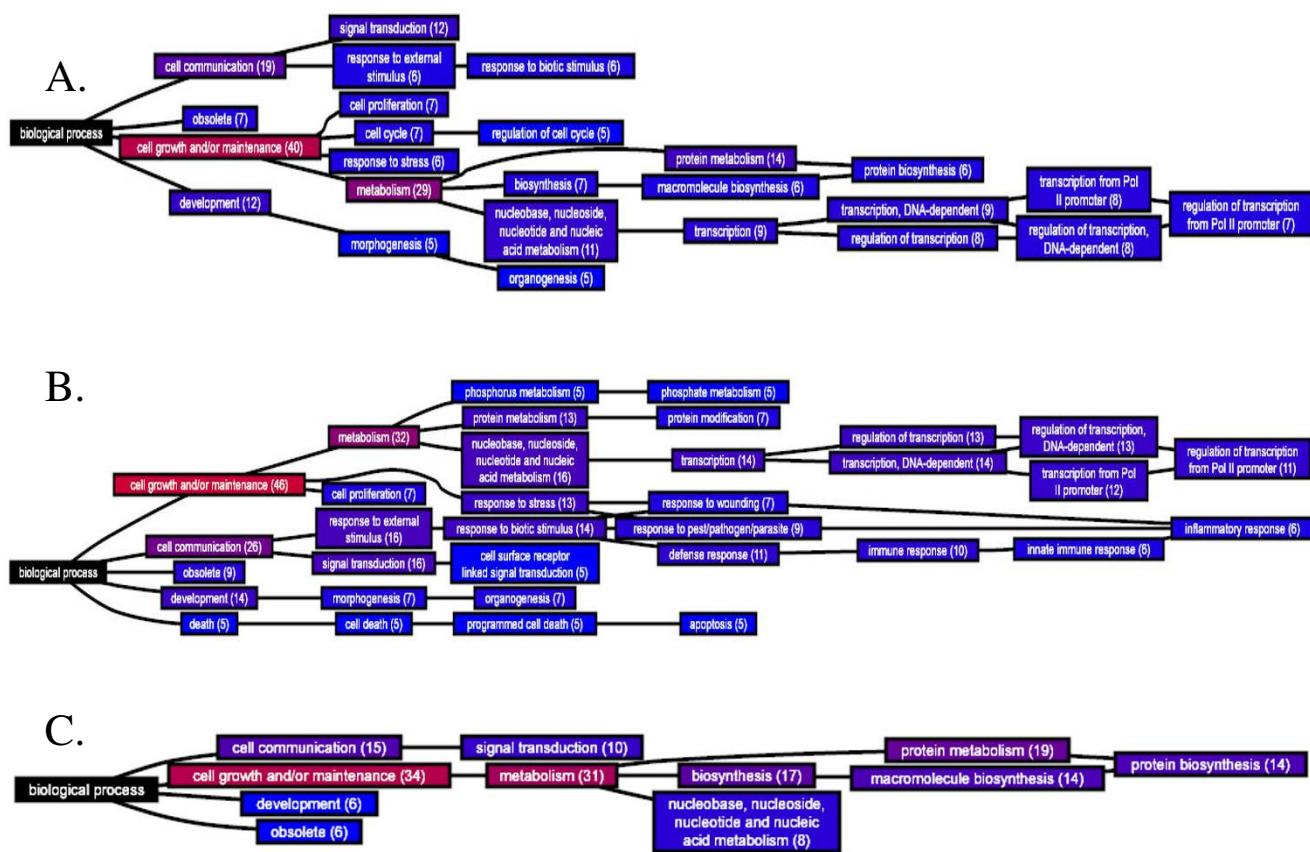 A.
signal transduction (12)
cell communication (19)
response to external
stimulus (6)
response to biotic stimulus (6)
cell proliferation (7)
obsolete (7)
biological process
cell growth and/or maintenance (40)
cell cycle (7)
regulation of cell cycle (5)
response to stress (6)
metabolism (29)
protein metabolism (14)
biosynthesis (7)
macromolecule biosynthesis (6)
protein biosynthesis (6)
development (12)
nucleobase, nucleoside,
nucleotide and nucleic
acid metabolism (11)
transcription (9)
transcription, DNA-dependent (9)
regulation of transcription (8)
transcription from Pol
II promoter (8)
regulation of transcription,
DNA-dependent (8)
regulation of transcription
from Pol II promoter (7)
morphogenesis (5)
organogenesis (5)
B.
phosphorus metabolism (5)
phosphate metabolism (5)
metabolism (32)
protein metabolism (13)
protein modification (7)
nucleobase, nucleoside,
nucleotide and nucleic
acid metabolism (16)
transcription (14)
regulation of transcription (13)
transcription, DNA-dependent (14)
regulation of transcription,
DNA-dependent (13)
transcription from Pol
II promoter (12)
regulation of transcription
from Pol II promoter (11)
cell growth and/or maintenance (46)
cell proliferation (7)
response to stress (13)
response to wounding (7)
response to external
stimulus (16)
response to biotic stimulus (14)
response to pest/pathogen/parasite (9)
inflammatory response (6)
cell communication (26)
signal transduction (16)
cell surface receptor
linked signal transduction (5)
defense response (11)
immune response (10)
innate immune response (6)
biological process
obsolete (9)
development (14)
morphogenesis (7)
organogenesis (7)
death (5)
cell death (5)
programmed cell death (5)
apoptosis (5)
C.
cell communication (15)
signal transduction (10)
protein metabolism (19)
cell growth and/or maintenance (34)
metabolism (31)
biosynthesis (17)
macromolecule biosynthesis (14)
protein biosynthesis (14)
biological process
development (6)
obsolete (6)
nucleobase, nucleoside,
nucleotide and nucleic
acid metabolism (8)